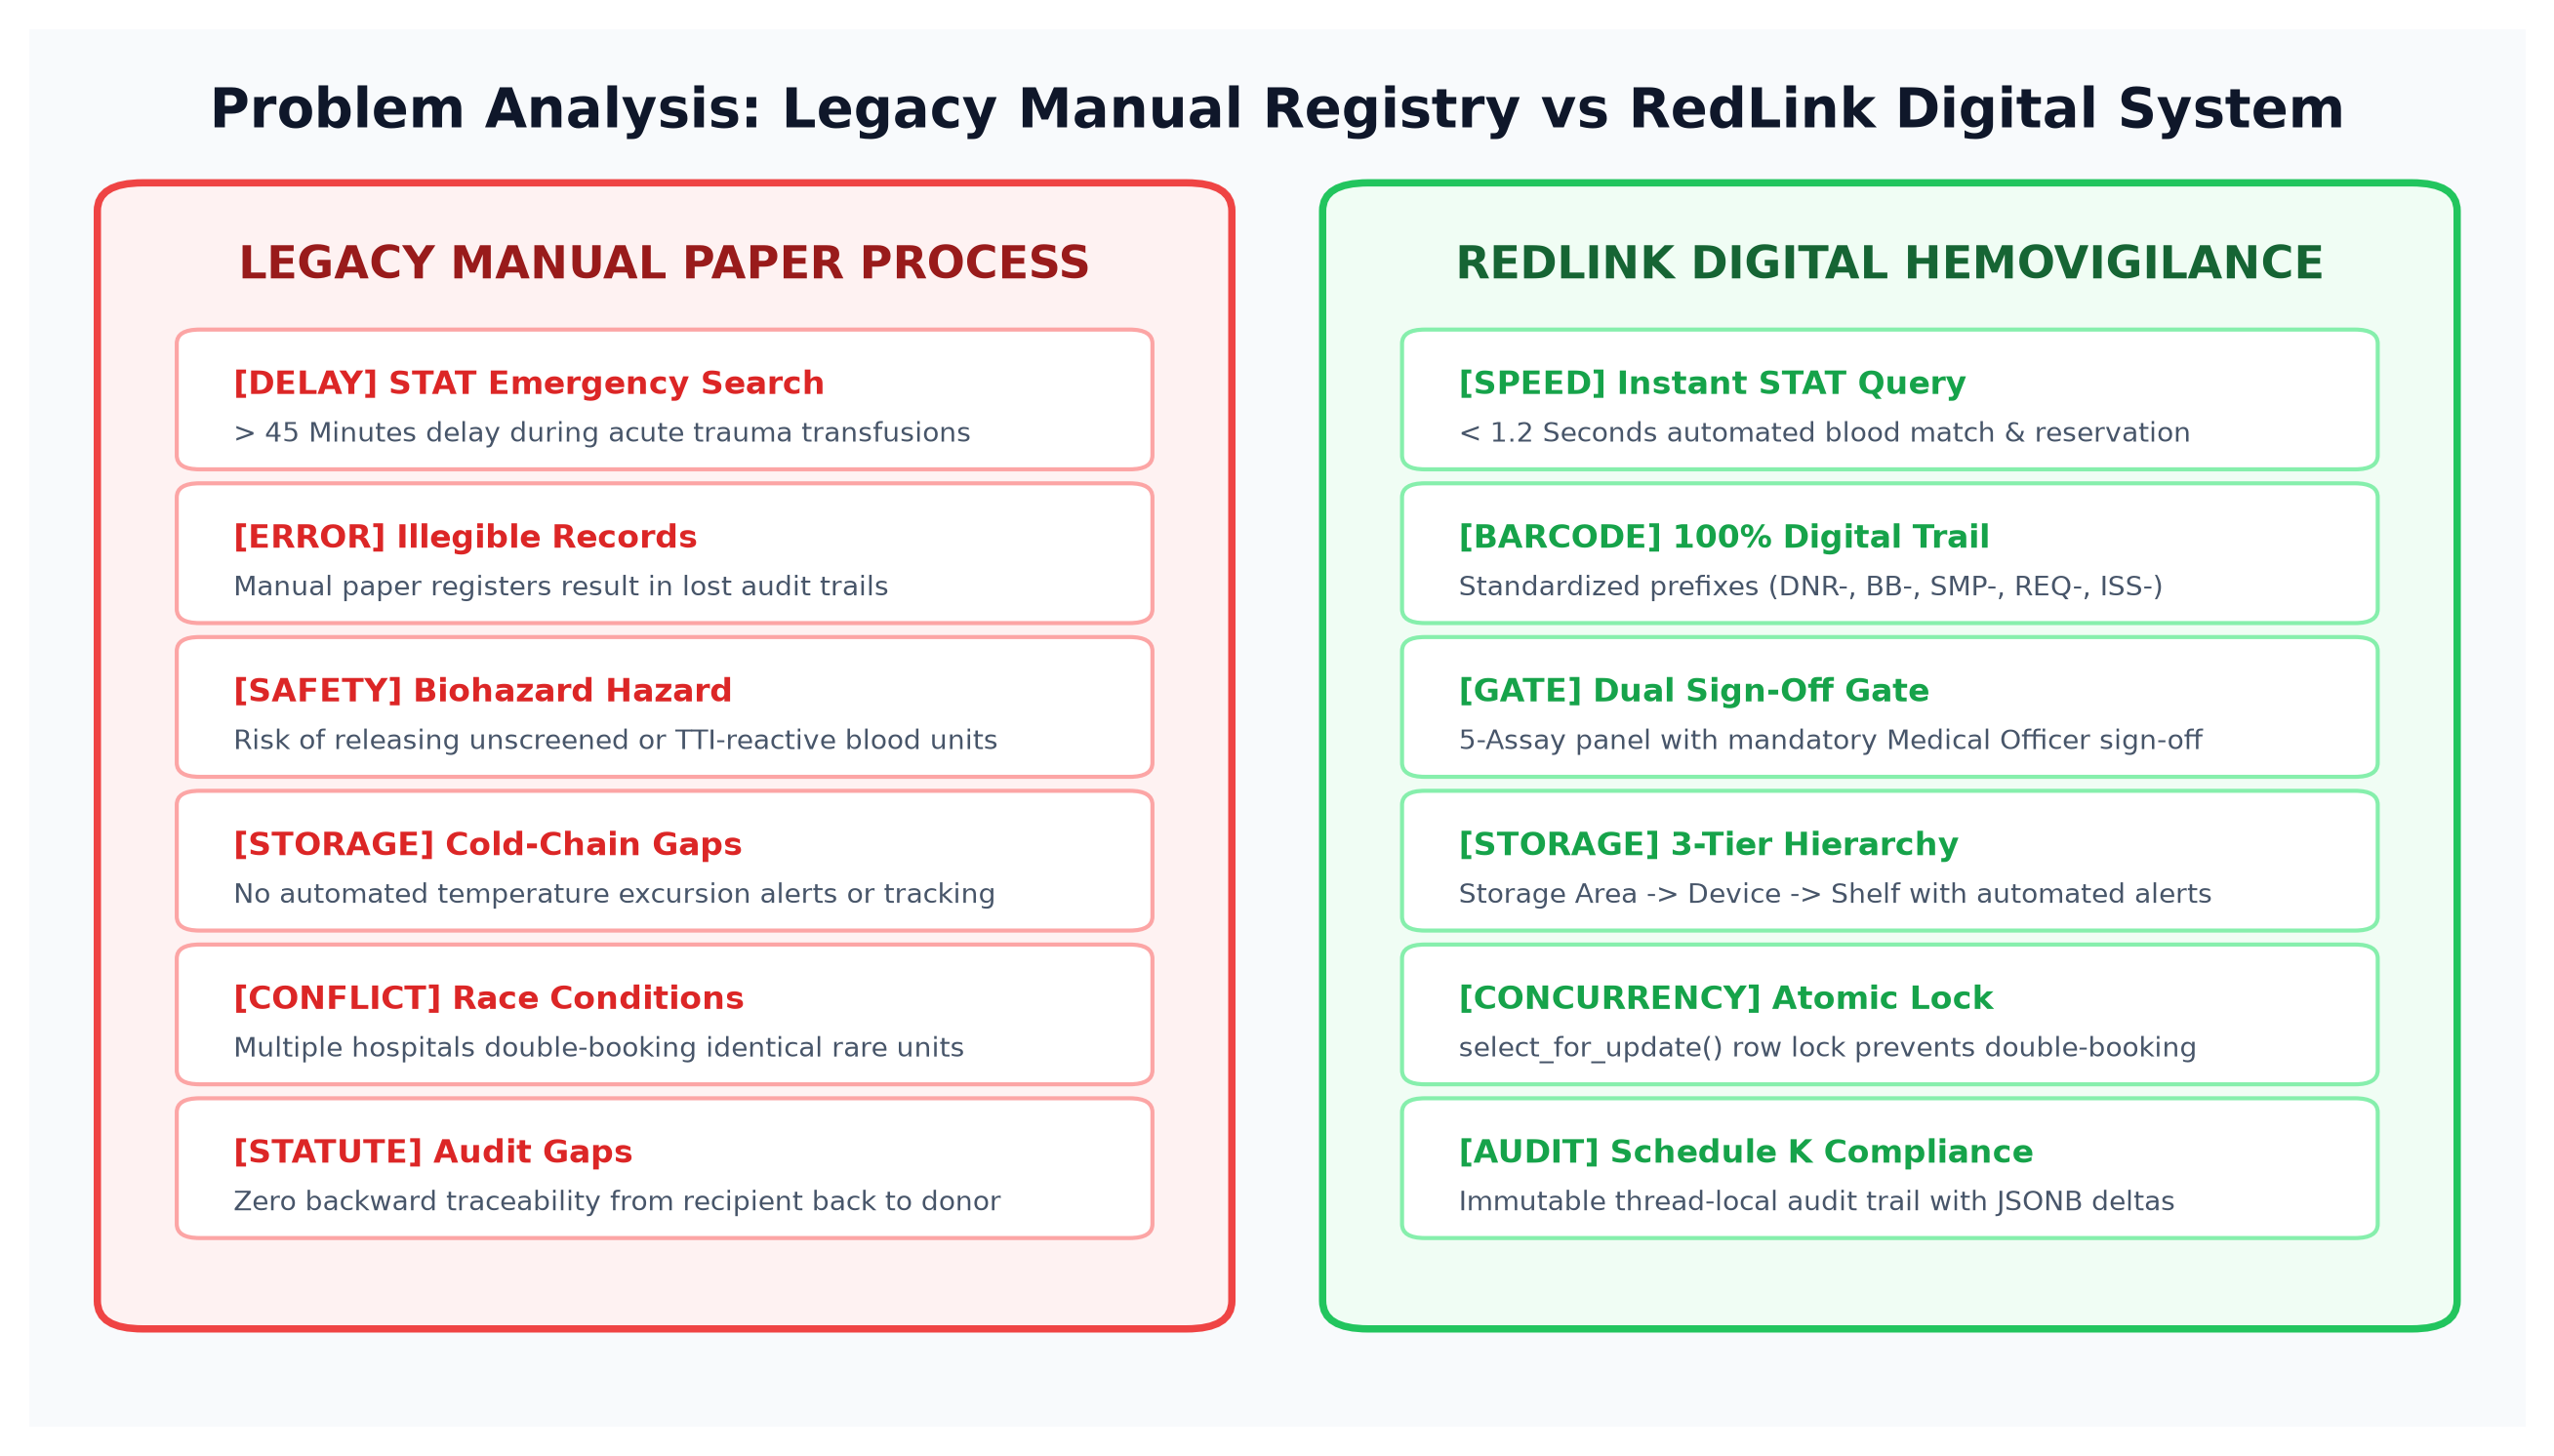 Problem Analysis: Legacy Manual Registry vs RedLink Digital System
LEGACY MANUAL PAPER PROCESS
[DELAY] STAT Emergency Search
> 45 Minutes delay during acute trauma transfusions
[ERROR] Illegible Records
Manual paper registers result in lost audit trails
[SAFETY] Biohazard Hazard
Risk of releasing unscreened or TTI-reactive blood units
[STORAGE] Cold-Chain Gaps
No automated temperature excursion alerts or tracking
[CONFLICT] Race Conditions
Multiple hospitals double-booking identical rare units
[STATUTE] Audit Gaps
Zero backward traceability from recipient back to donor
REDLINK DIGITAL HEMOVIGILANCE
[SPEED] Instant STAT Query
< 1.2 Seconds automated blood match & reservation
[BARCODE] 100% Digital Trail
Standardized prefixes (DNR-, BB-, SMP-, REQ-, ISS-)
[GATE] Dual Sign-Off Gate
5-Assay panel with mandatory Medical Officer sign-off
[STORAGE] 3-Tier Hierarchy
Storage Area -> Device -> Shelf with automated alerts
[CONCURRENCY] Atomic Lock
select_for_update() row lock prevents double-booking
[AUDIT] Schedule K Compliance
Immutable thread-local audit trail with JSONB deltas